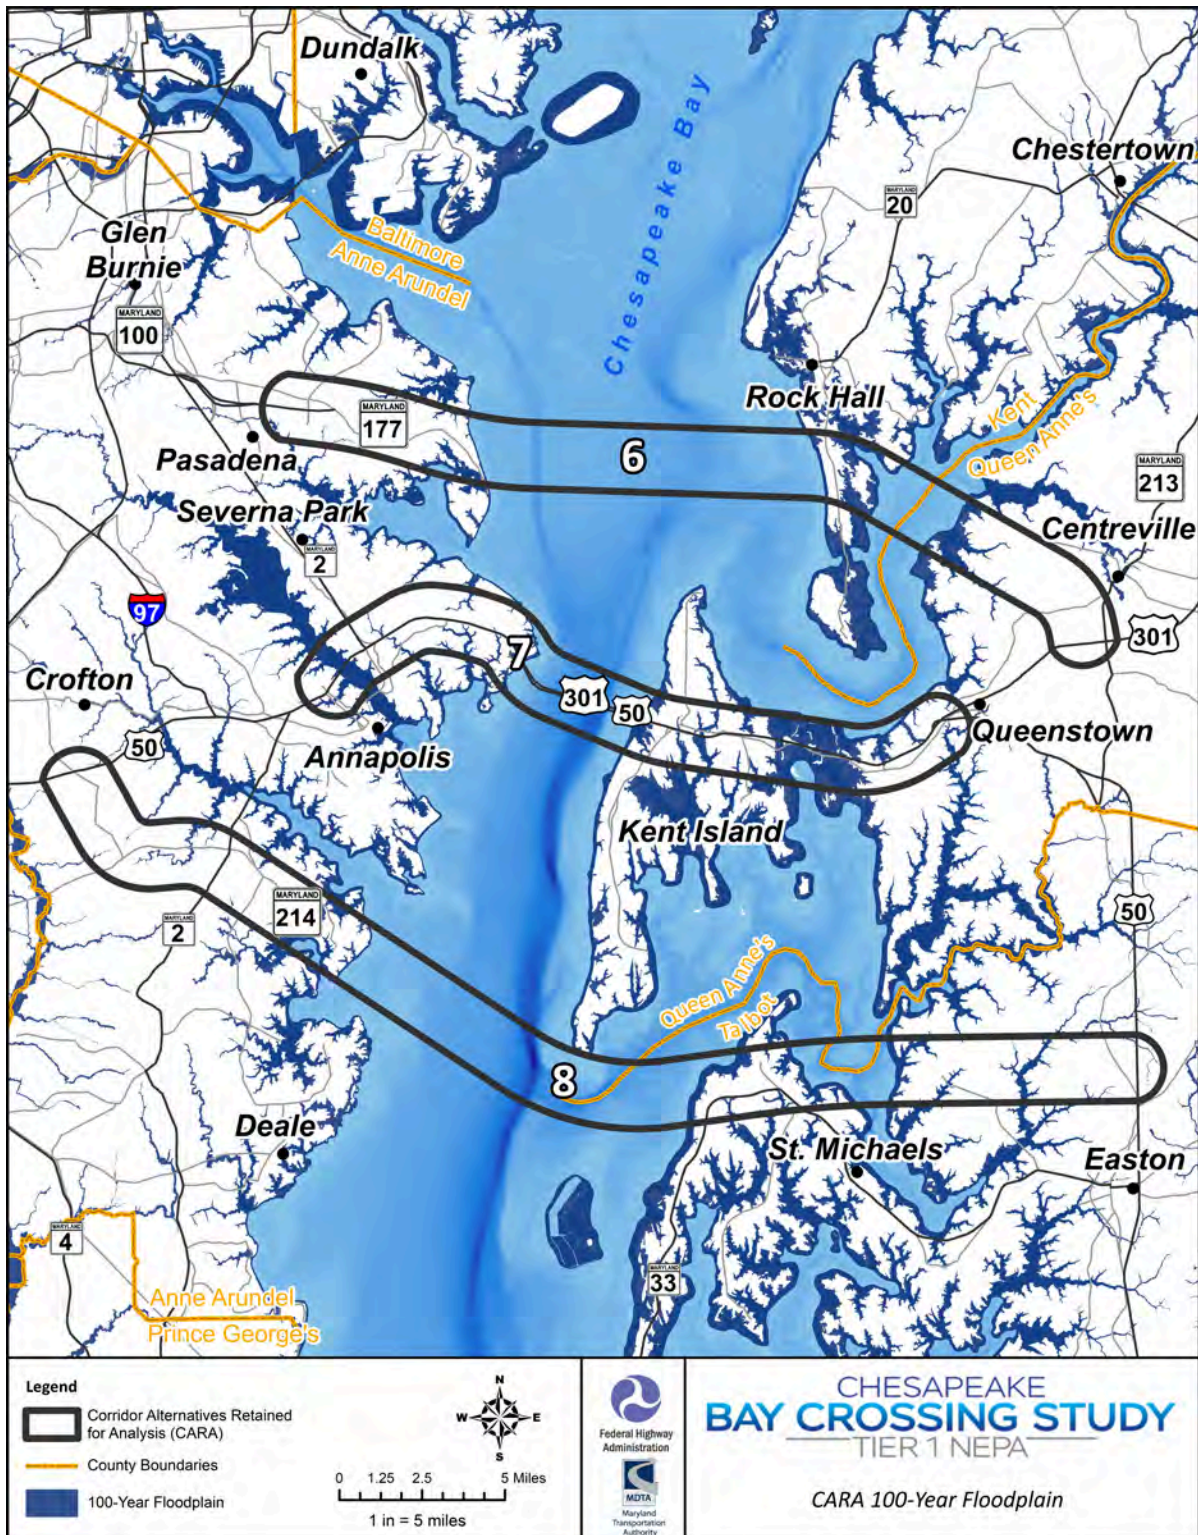 Dundalk
Chesapeake Bay
Chestertown
MARYLAND
20
Glen
Burnie
Baltimore
Anne Arundel
MARYLAND
100
Rock Hall
Kent
Queen Anne's
MARYLAND
177
6
Pasadena
MARYLAND
213
Severna Park
Centreville
MARYLAND
2
97
301
7
Crofton
301
50
50
Queenstown
Annapolis
Kent Island
MARYLAND
214
MARYLAND
2
50
Queen Anne's
Talbot
8
Deale
St. Michaels
Easton
MARYLAND
4
MARYLAND
33
Anne Arundel
Prince George's
Legend
Corridor Alternatives Retained
for Analysis (CARA)
County Boundaries
100-Year Floodplain
N
W
E
S
0 1.25 2.5 5 Miles
1 in = 5 miles
Federal Highway
Administration
MDTA
Maryland
Transportation
Authority
CHESAPEAKE
BAY CROSSING STUDY
TIER 1 NEPA
CARA 100-Year Floodplain